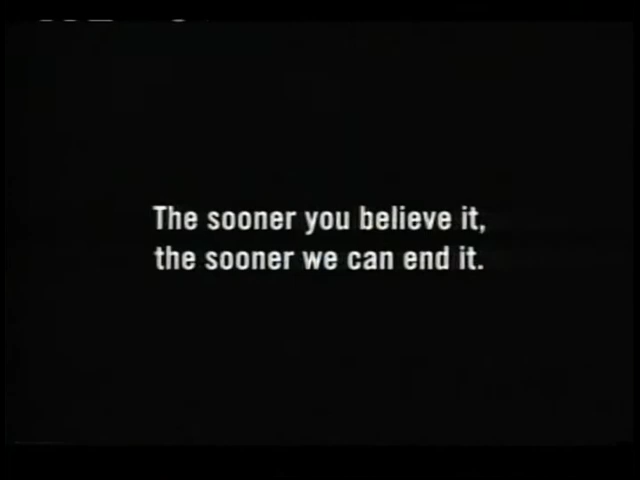 The sooner you believe it,
the sooner we can end it.